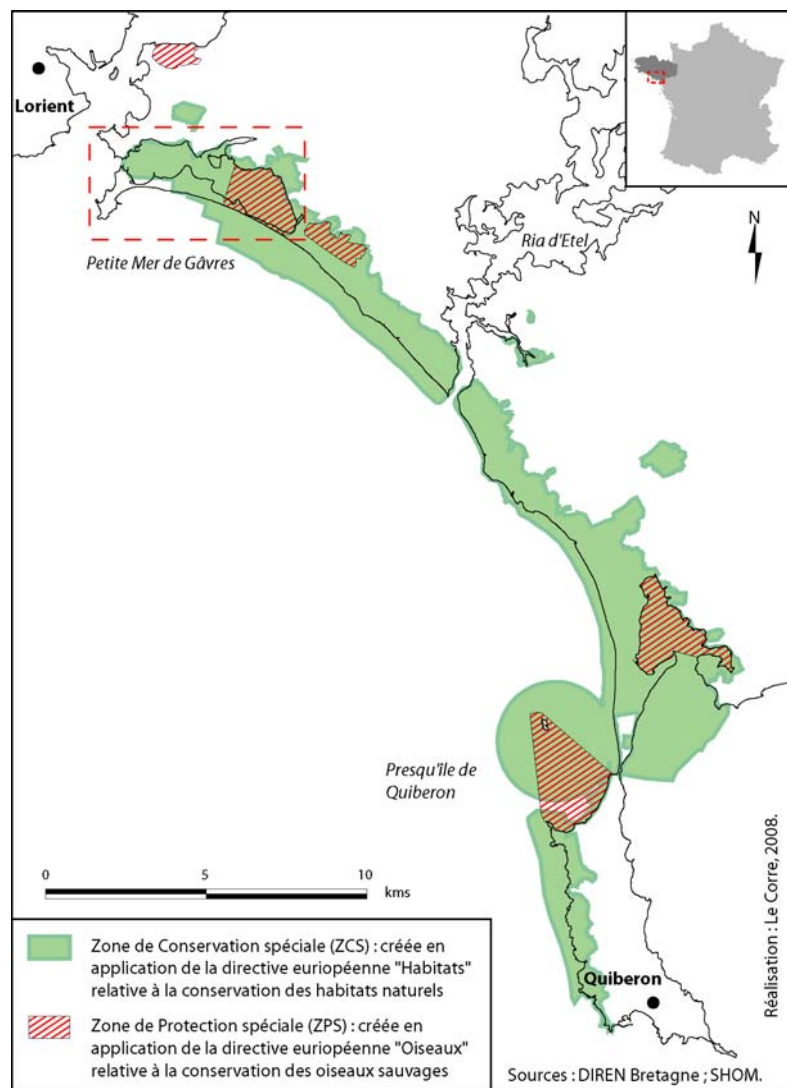 Lorient
Petite Mer de Gâvres
Ria d'Etel
N
Presqu'île de
Quiberon
0
5
10
kms
Quiberon
Zone de Conservation spéciale (ZCS) : créée en
application de la directive euriopéenne "Habitats"
relative à la conservation des habitats naturels
Zone de Protection spéciale (ZPS) : créée en
application de la directive euriopéenne "Oiseaux"
relative à la conservation des oiseaux sauvages
Sources : DIREN Bretagne ; SHOM.
Réalisation : Le Corre, 2008.